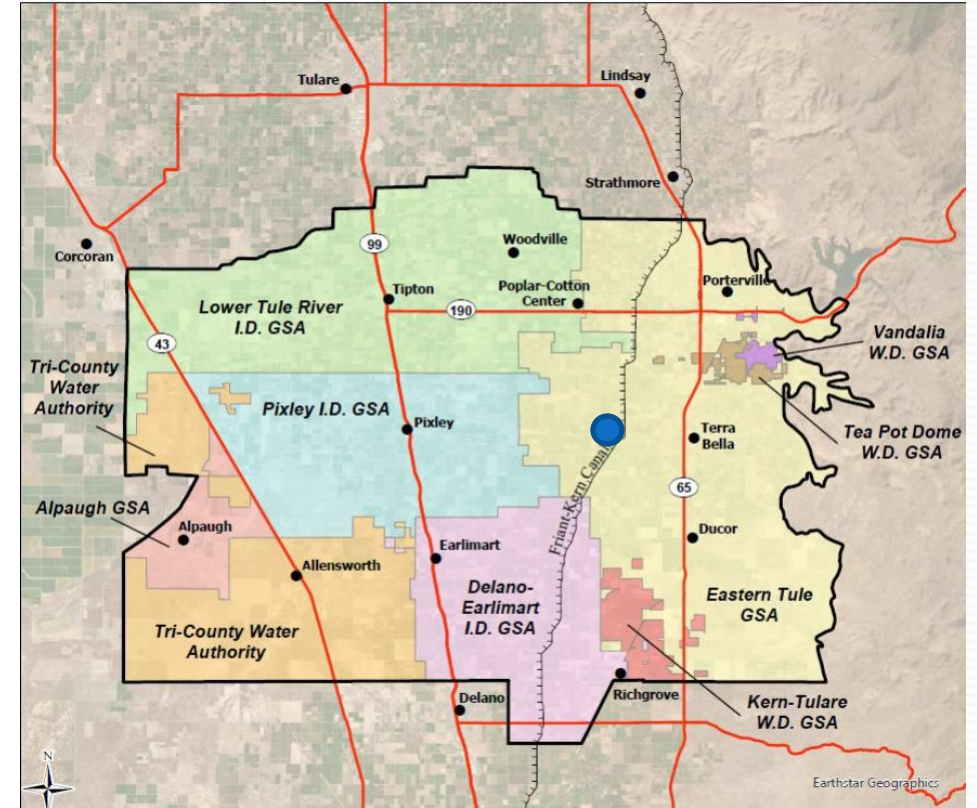 Tulare
Lindsay
Strathmore
Corcoran
99
Woodville
Tipton
190
Poplar-Cotton
Center
Porterville
Lower Tule River
I.D. GSA
43
Vandalia
W.D. GSA
Tri-County
Water
Authority
Pixley I.D. GSA
Pixley
Terra
Bella
Tea Pot Dome
W.D. GSA
65
Friant-Kern Canal
Alpaugh GSA
Alpaugh
Ducor
Earlimart
Allensworth
Delano-
Earlimart
I.D. GSA
Eastern Tule
GSA
Tri-County Water
Authority
Richgrove
Delano
Kern-Tulare
W.D. GSA
N
Earthstar Geographics